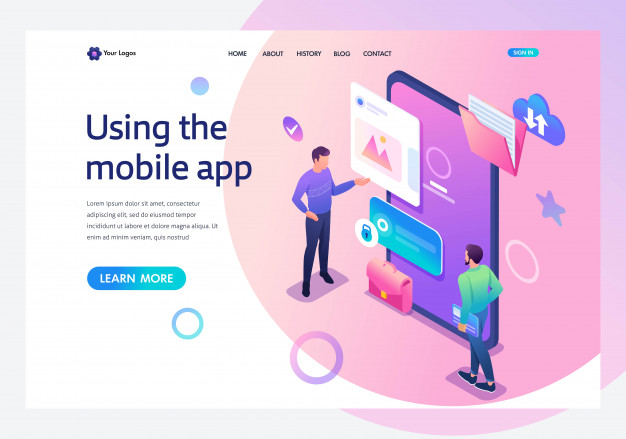 Your Logos
HOME ABOUT HISTORY BLOG CONTACT
SIGN IN
Using the
mobile app
Lorem ipsum dolor sit amet,
consectetur adipiscing elit, sed do
eiusmod tempor incididunt ut labore et
dolore magna aliqua. Ut enim ad minim
veniam, quis nostrud
LEARN MORE